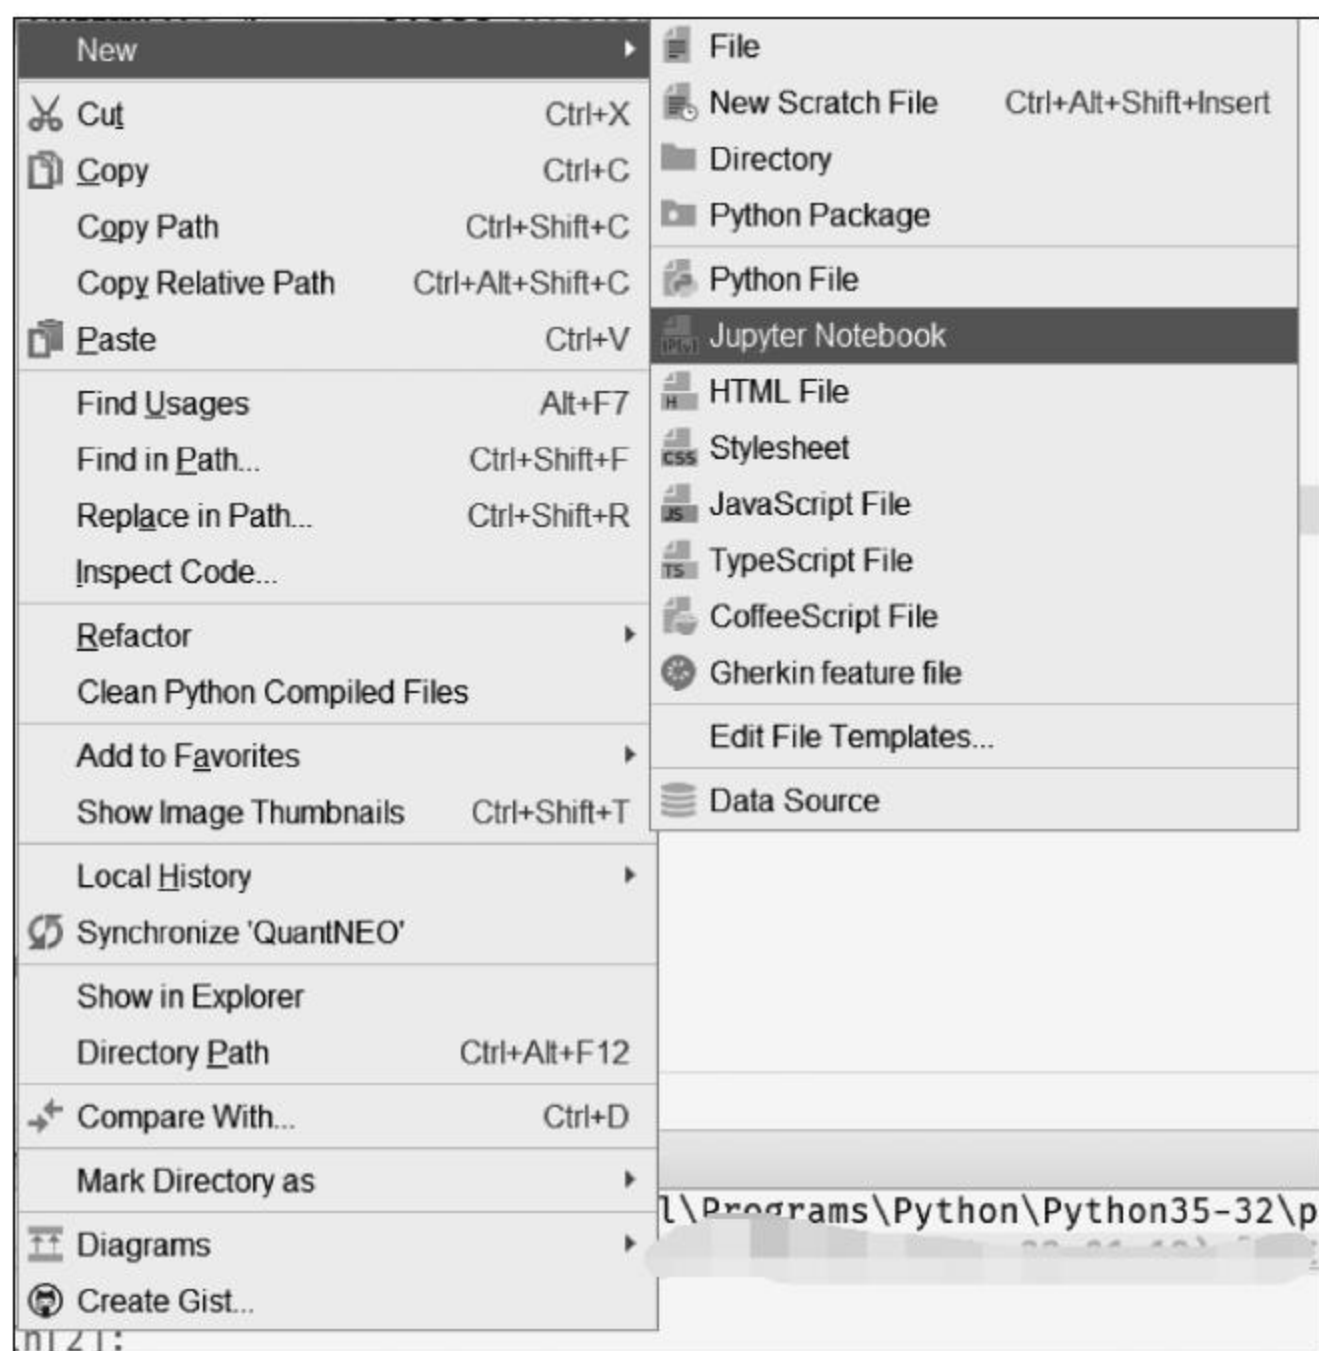 New
Cut Ctrl+X
Copy Ctrl+C
Copy Path Ctrl+Shift+C
Copy Relative Path Ctrl+Alt+Shift+C
Paste Ctrl+V
Find Usages Alt+F7
Find in Path... Ctrl+Shift+F
Replace in Path... Ctrl+Shift+R
Inspect Code...
Refactor
Clean Python Compiled Files
Add to Favorites
Show Image Thumbnails Ctrl+Shift+T
Local History
Synchronize 'QuantNEO'
Show in Explorer
Directory Path Ctrl+Alt+F12
Compare With... Ctrl+D
Mark Directory as
Diagrams
Create Gist...
File
New Scratch File Ctrl+Alt+Shift+Insert
Directory
Python Package
Python File
Jupyter Notebook
H HTML File
CSS Stylesheet
JS JavaScript File
TS TypeScript File
CoffeeScript File
Gherkin feature file
Edit File Templates...
Data Source
l\Programs\Python\Python35-32\p
n[2]: